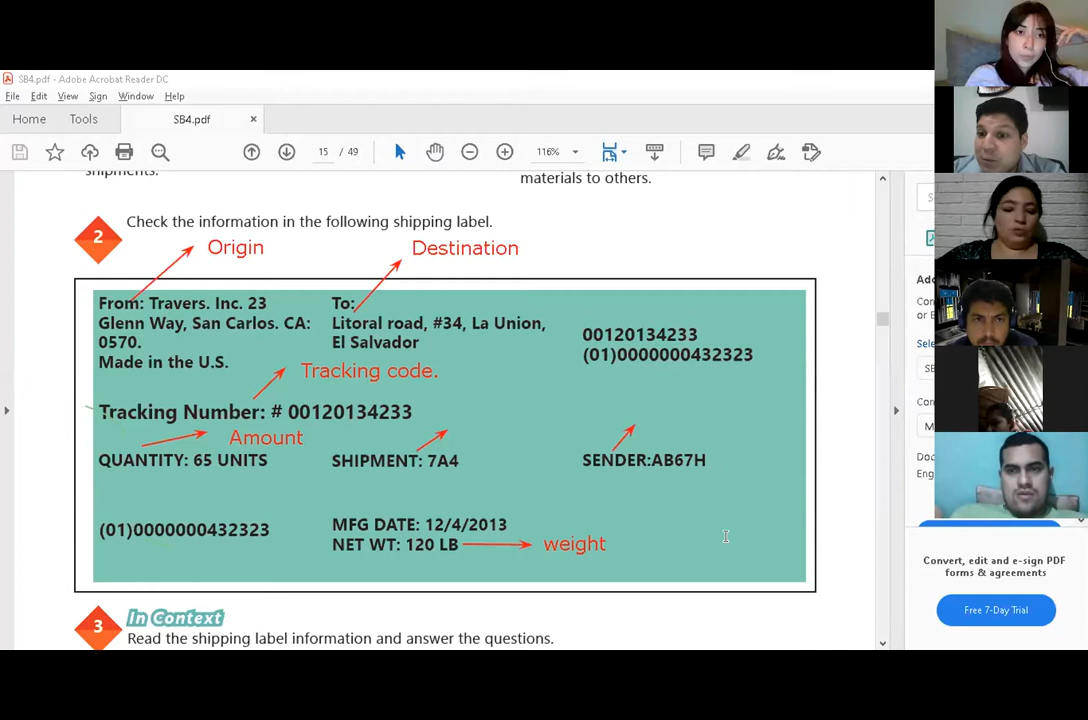 SB4.pdf - Adobe Acrobat Reader DC
File Edit View Sign Window Help
Home Tools SB4.pdf ×
15 / 49 116%
shipments.
materials to others.
2 Check the information in the following shipping label.
Origin Destination
From: Travers. Inc. 23
Glenn Way, San Carlos. CA:
0570.
Made in the U.S.
To:
Litoral road, #34, La Union,
El Salvador
00120134233
(01)0000000432323
Tracking code.
Tracking Number: # 00120134233
Amount
QUANTITY: 65 UNITS SHIPMENT: 7A4 SENDER:AB67H
(01)0000000432323
MFG DATE: 12/4/2013
NET WT: 120 LB weight
3 In Context
Read the shipping label information and answer the questions.
Convert, edit and e-sign PDF
forms & agreements
Free 7-Day Trial